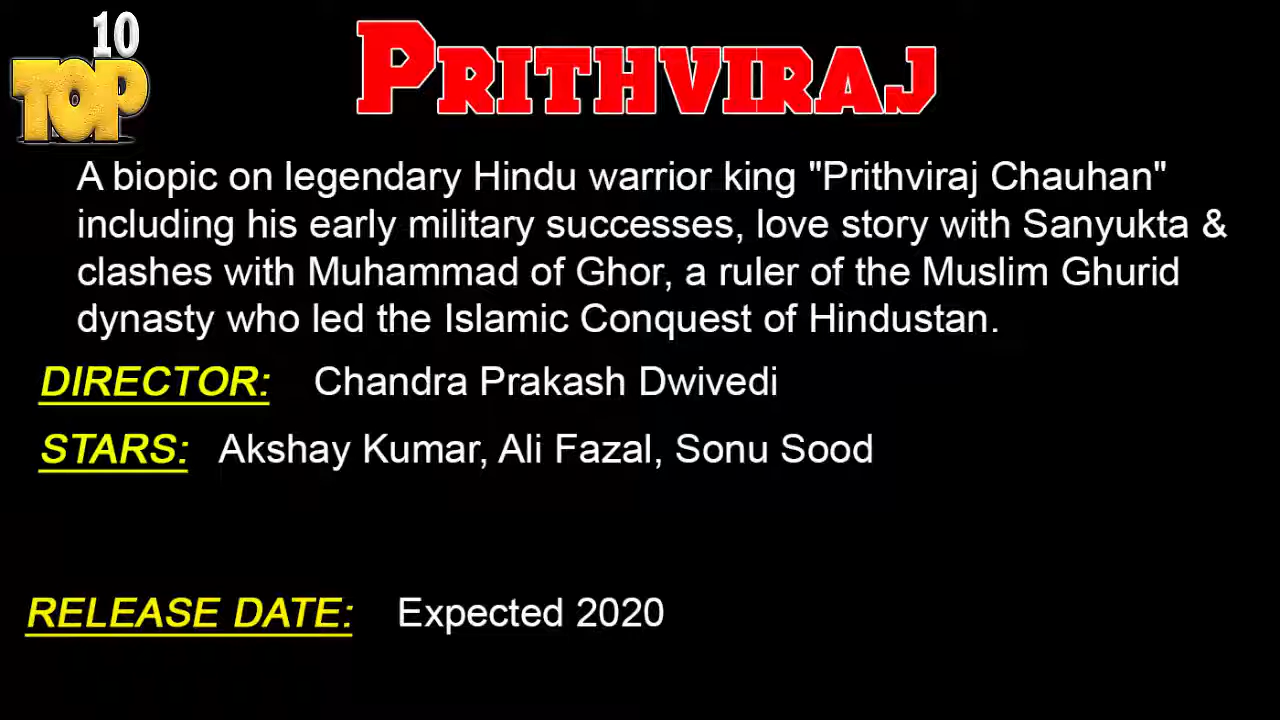 10
TOP
PRITHVIRAJ
A biopic on legendary Hindu warrior king "Prithviraj Chauhan"
including his early military successes, love story with Sanyukta &
clashes with Muhammad of Ghor, a ruler of the Muslim Ghurid
dynasty who led the Islamic Conquest of Hindustan.
DIRECTOR: Chandra Prakash Dwivedi
STARS: Akshay Kumar, Ali Fazal, Sonu Sood
RELEASE DATE: Expected 2020